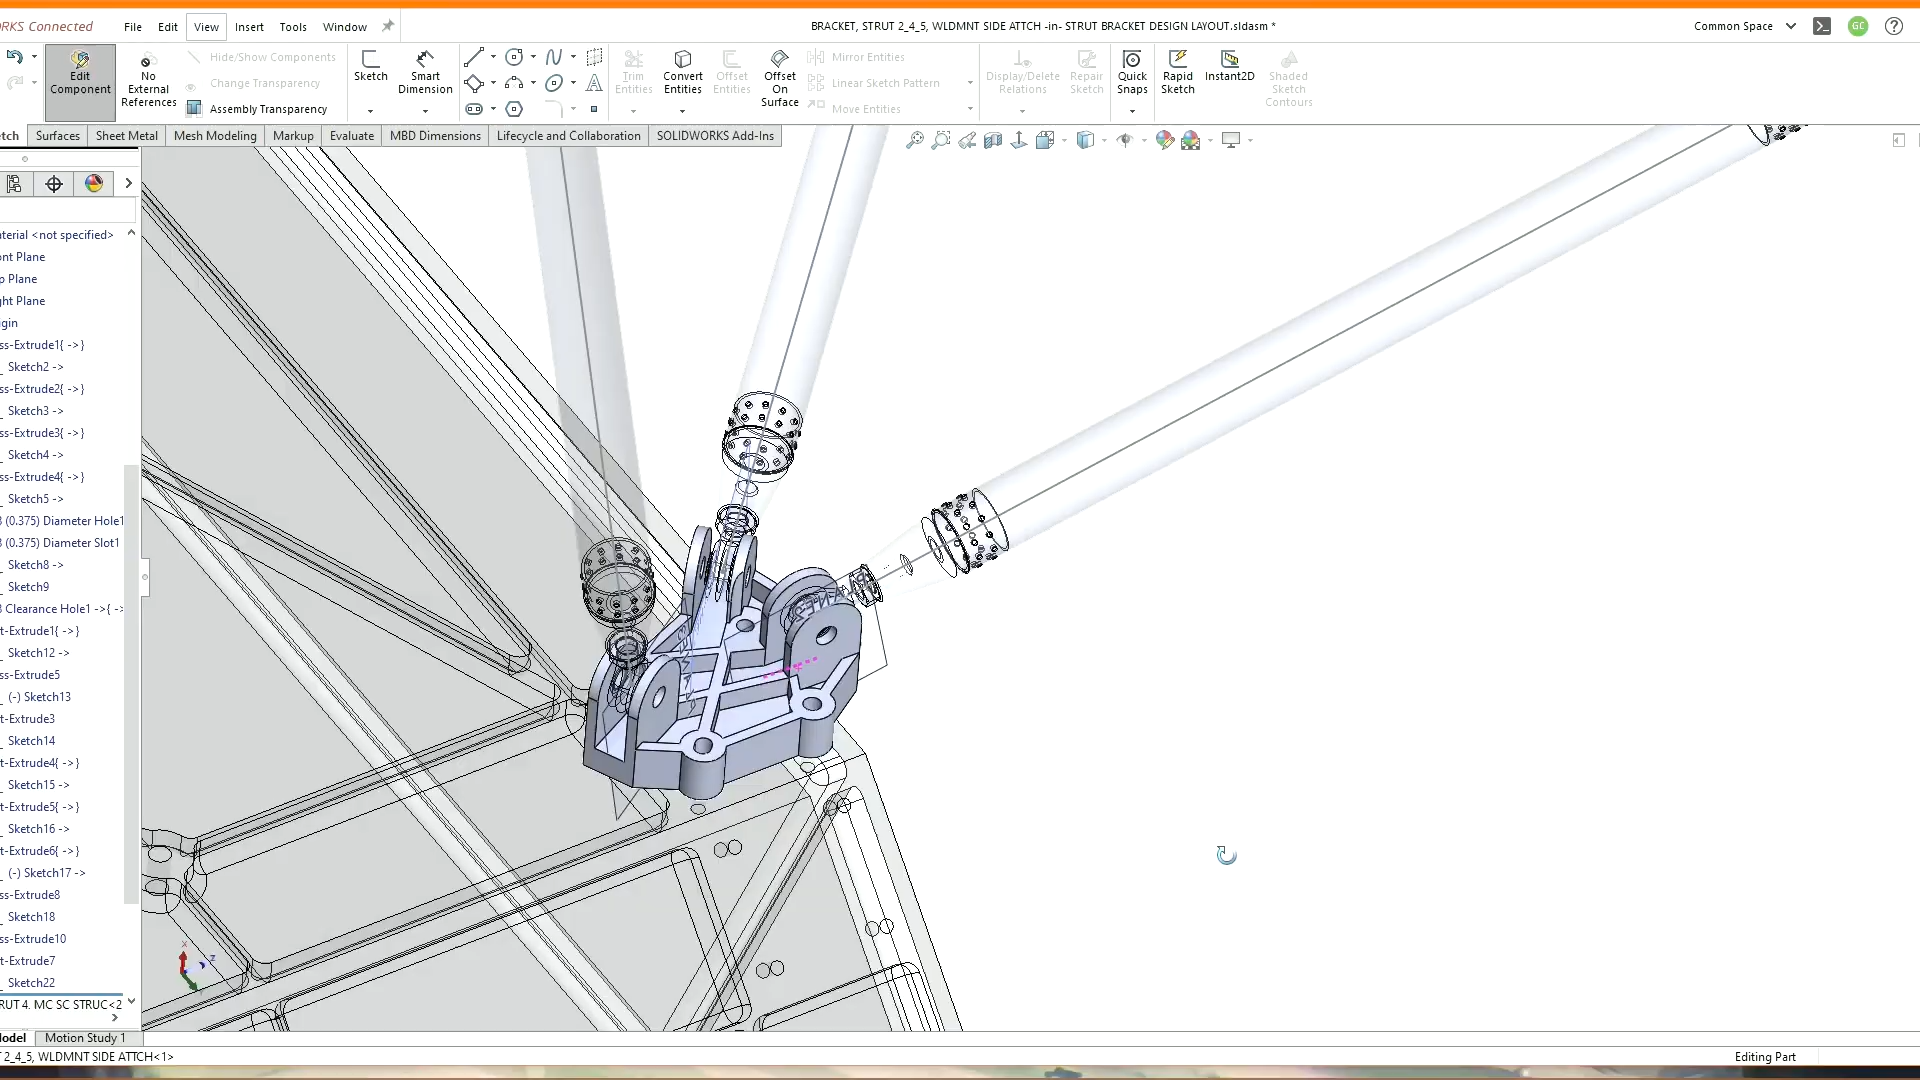 RKS Connected
File Edit View Insert Tools Window
BRACKET, STRUT 2_4_5, WLDMNT SIDE ATTCH -in- STRUT BRACKET DESIGN LAYOUT.sldasm *
Common Space
GC
Edit Component
No External References
Hide/Show Components
Change Transparency
Assembly Transparency
Sketch
Smart Dimension
Trim Entities
Convert Entities
Offset Entities
Offset On Surface
Mirror Entities
Linear Sketch Pattern
Move Entities
Display/Delete Relations
Repair Sketch
Quick Snaps
Rapid Sketch
Instant2D
Shaded Sketch Contours
tch Surfaces Sheet Metal Mesh Modeling Markup Evaluate MBD Dimensions Lifecycle and Collaboration SOLIDWORKS Add-Ins
aterial <not specified>
ont Plane
p Plane
ght Plane
igin
ss-Extrude1{ ->}
Sketch2 ->
ss-Extrude2{ ->}
Sketch3 ->
ss-Extrude3{ ->}
Sketch4 ->
ss-Extrude4{ ->}
Sketch5 ->
(0.375) Diameter Hole1
(0.375) Diameter Slot1
Sketch8 ->
Sketch9
Clearance Hole1 ->{ ->
t-Extrude1{ ->}
Sketch12 ->
ss-Extrude5
(-) Sketch13
t-Extrude3
Sketch14
t-Extrude4{ ->}
Sketch15 ->
t-Extrude5{ ->}
Sketch16 ->
t-Extrude6{ ->}
(-) Sketch17 ->
ss-Extrude8
Sketch18
ss-Extrude10
t-Extrude7
Sketch22
RUT 4. MC SC STRUC<2
X
Z
Model Motion Study 1
2_4_5, WLDMNT SIDE ATTCH<1>
Editing Part